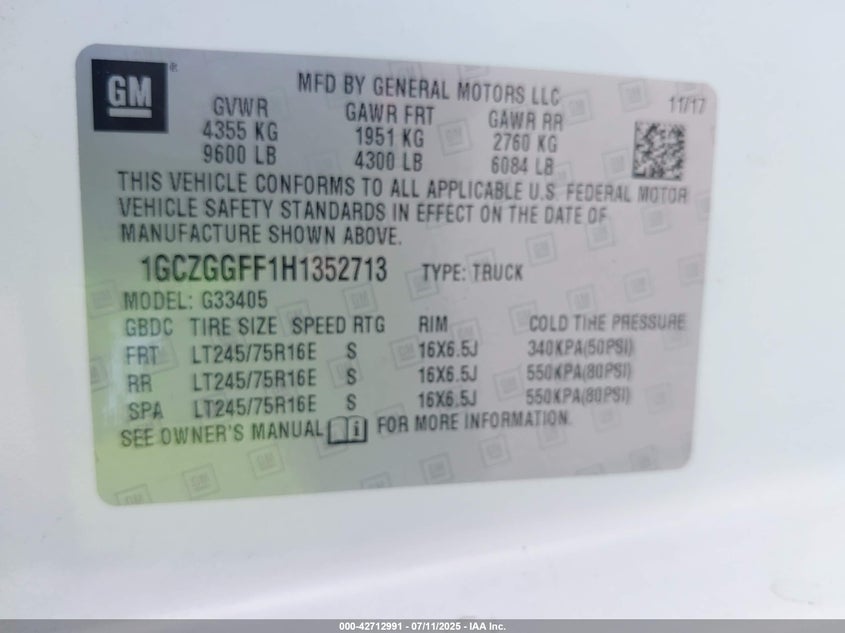 GM ®
MFD BY GENERAL MOTORS LLC
11/17
GVWR GAWR FRT GAWR RR
4355 KG 1951 KG 2760 KG
9600 LB 4300 LB 6084 LB
THIS VEHICLE CONFORMS TO ALL APPLICABLE U.S. FEDERAL MOTOR
VEHICLE SAFETY STANDARDS IN EFFECT ON THE DATE OF
MANUFACTURE SHOWN ABOVE.
1GCZGGFF1H1352713 TYPE: TRUCK
MODEL: G33405
GBDC TIRE SIZE SPEED RTG RIM COLD TIRE PRESSURE
FRT LT245/75R16E S 16X6.5J 340KPA(50PSI)
RR LT245/75R16E S 16X6.5J 550KPA(80PSI)
SPA LT245/75R16E S 16X6.5J 550KPA(80PSI)
SEE OWNER'S MANUAL i FOR MORE INFORMATION.
000-42712991 - 07/11/2025 - IAA Inc.